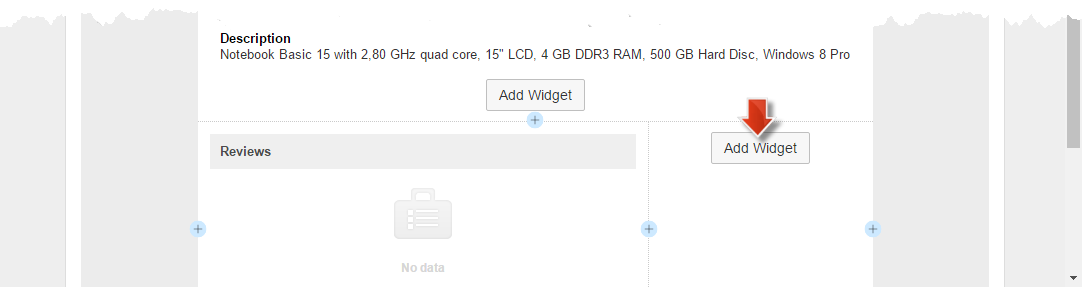 Description
Notebook Basic 15 with 2,80 GHz quad core, 15" LCD, 4 GB DDR3 RAM, 500 GB Hard Disc, Windows 8 Pro
Add Widget
Add Widget
Reviews
No data